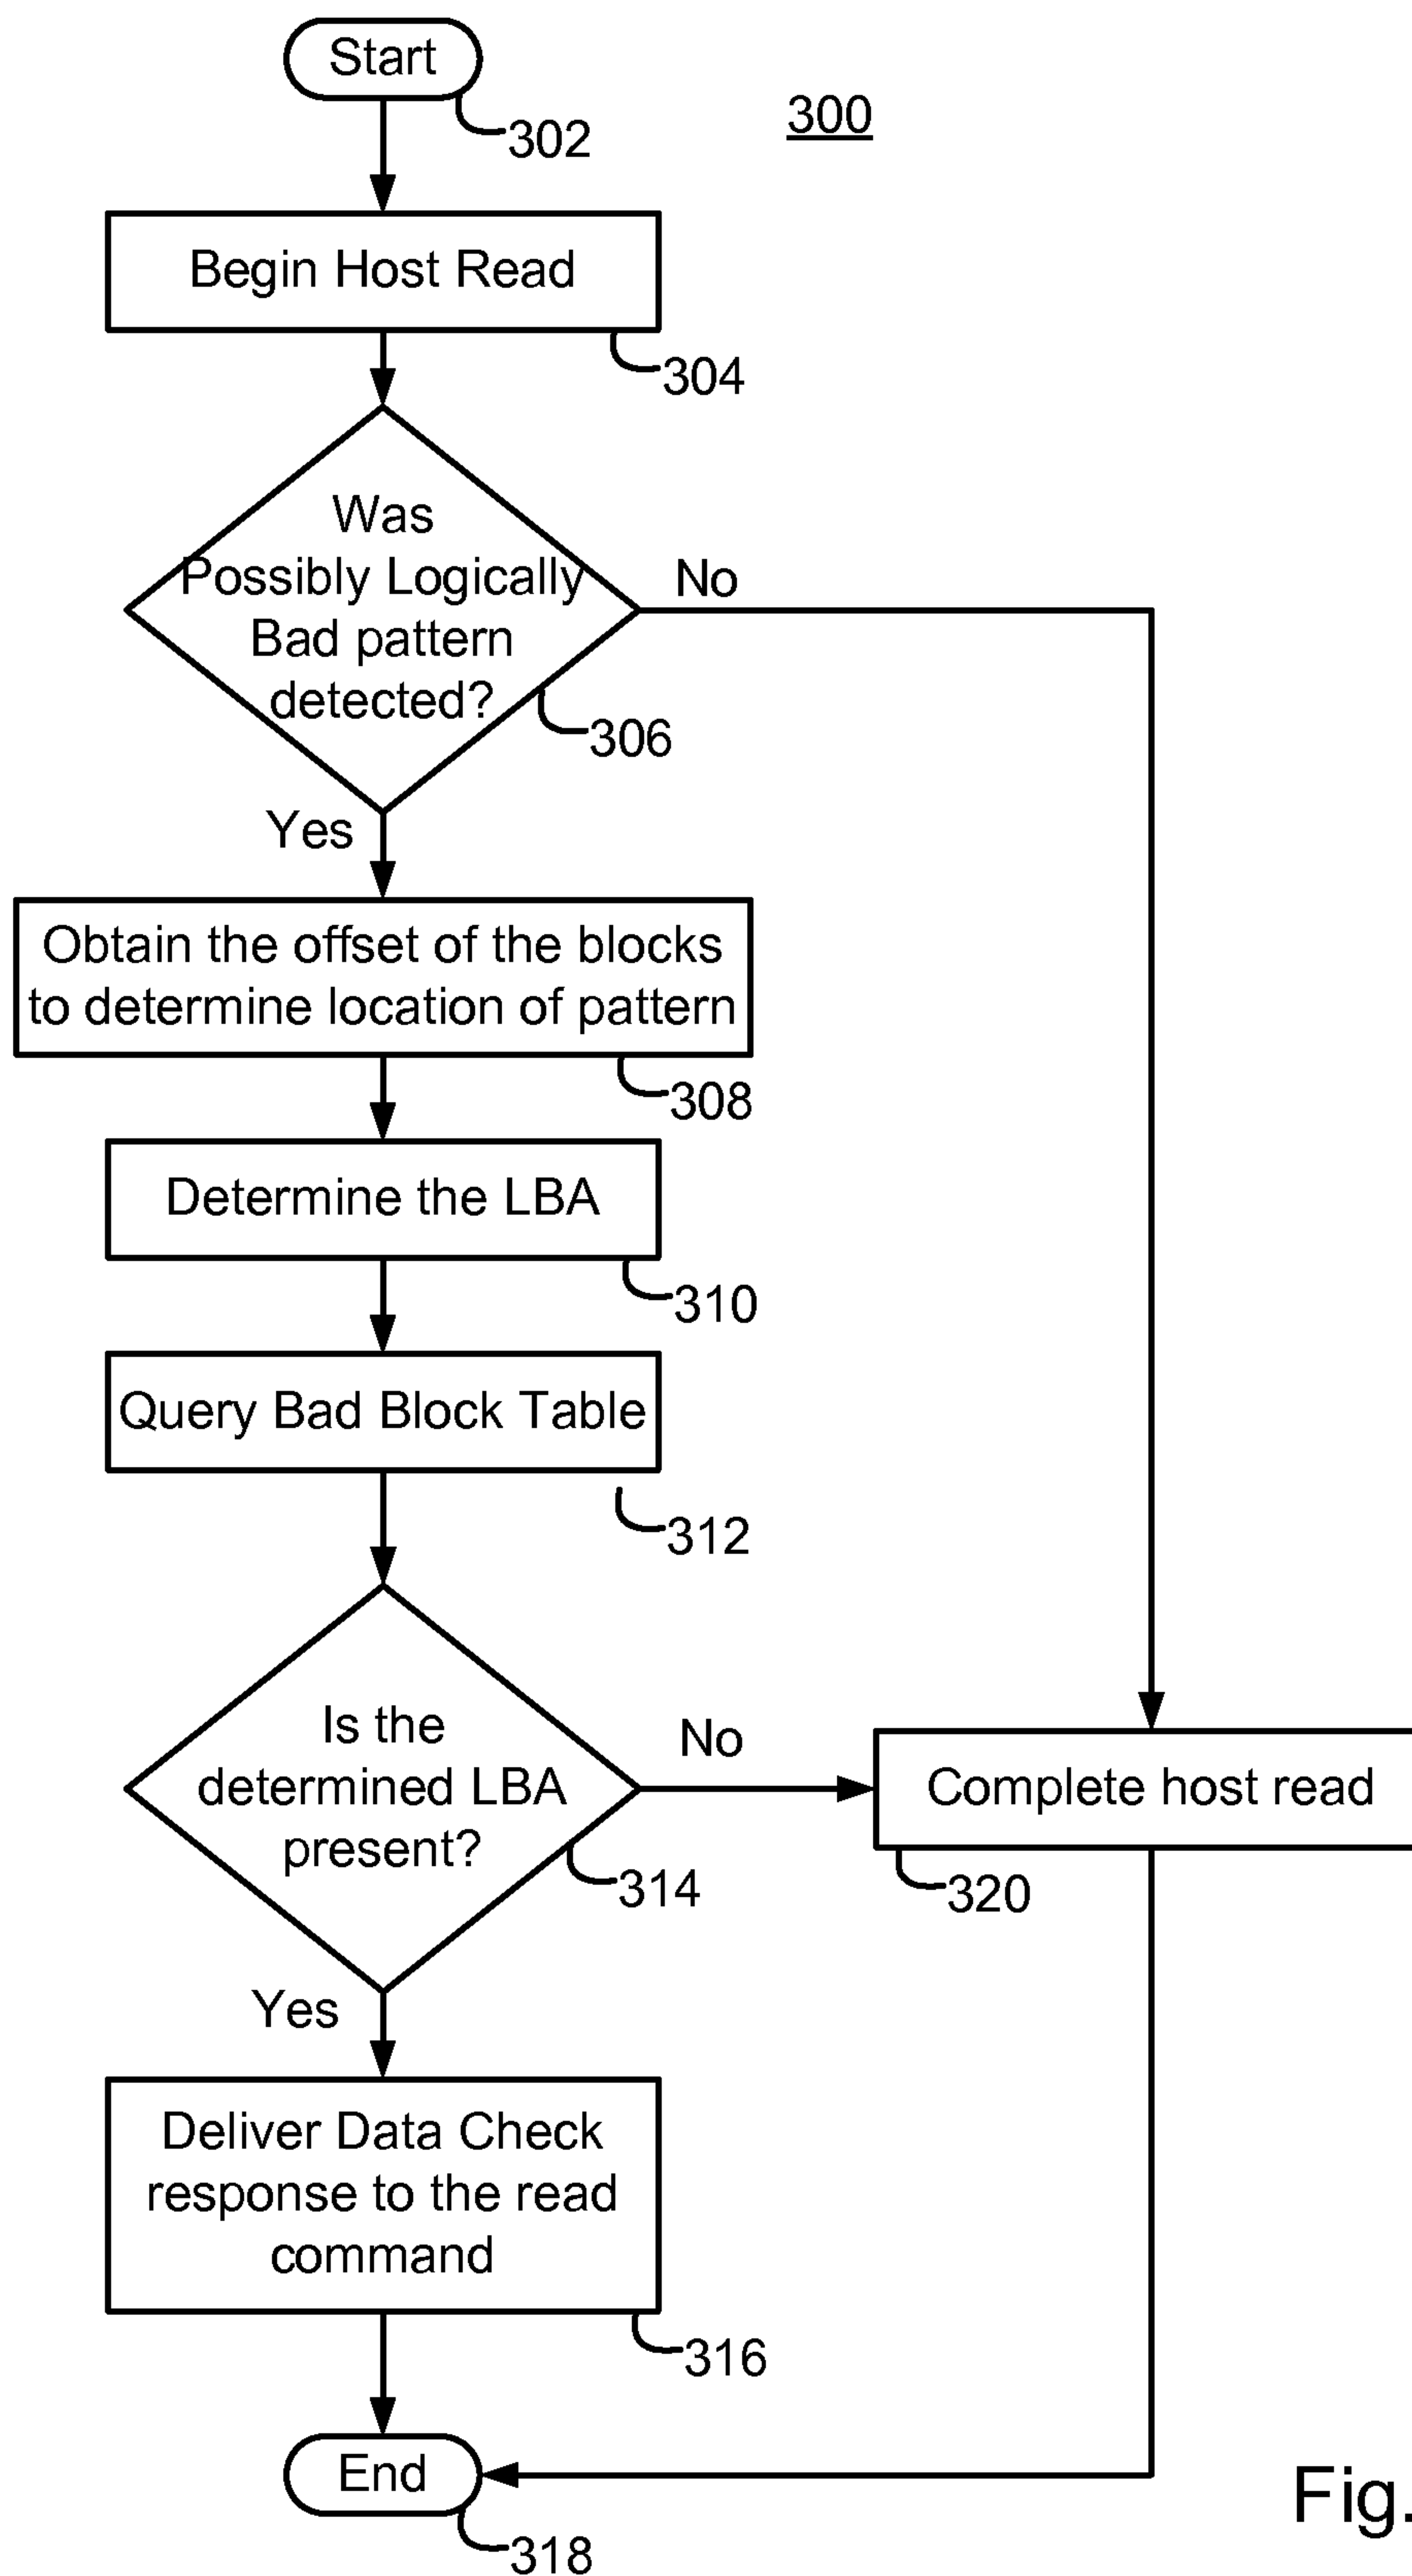 Start
302
300
Begin Host Read
304
Was
Possibly Logically
Bad pattern
detected?
No
306
Yes
Obtain the offset of the blocks
to determine location of pattern
308
Determine the LBA
310
Query Bad Block Table
312
Is the
determined LBA
present?
No
314
Complete host read
320
Yes
Deliver Data Check
response to the read
command
316
End
318
Fig.